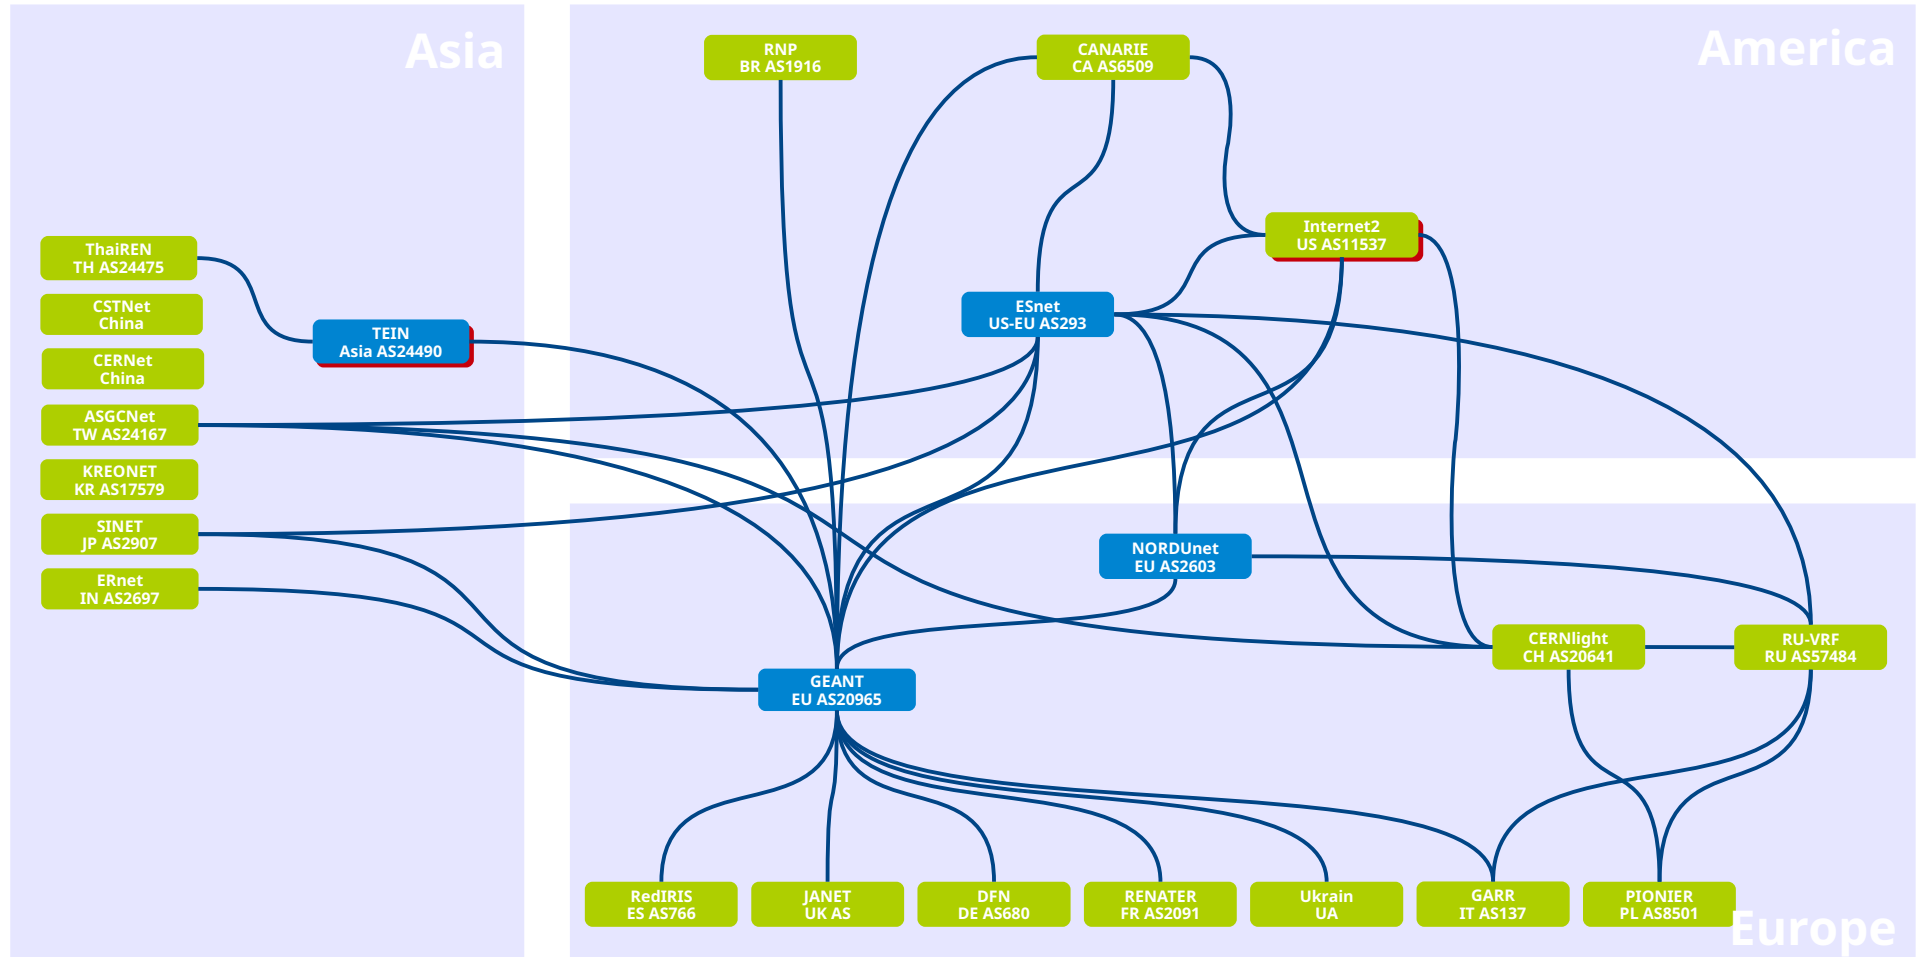 Asia
America
RNP
BR AS1916
CANARIE
CA AS6509
Internet2
US AS11537
ThaiREN
TH AS24475
CSTNet
China
TEIN
Asia AS24490
ESnet
US-EU AS293
CERNet
China
ASGCNet
TW AS24167
KREONET
KR AS17579
SINET
JP AS2907
NORDUnet
EU AS2603
ERnet
IN AS2697
CERNlight
CH AS20641
RU-VRF
RU AS57484
GEANT
EU AS20965
RedIRIS
ES AS766
JANET
UK AS
DFN
DE AS680
RENATER
FR AS2091
Ukrain
UA
GARR
IT AS137
PIONIER
PL AS8501
Europe